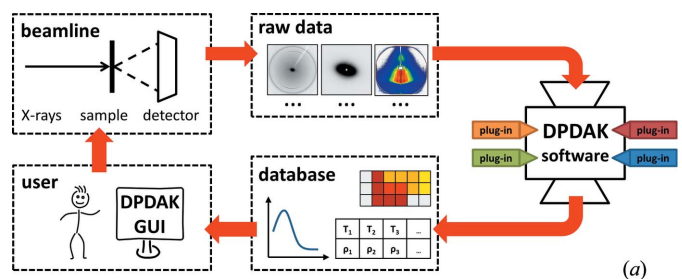 beamline
X-rays sample detector
raw data
... ... ...
plug-in
plug-in
DPDAK
software
plug-in
plug-in
user
DPDAK
GUI
database
T₁ T₂ T₃ ...
ρ₁ ρ₂ ρ₃ ...
(a)